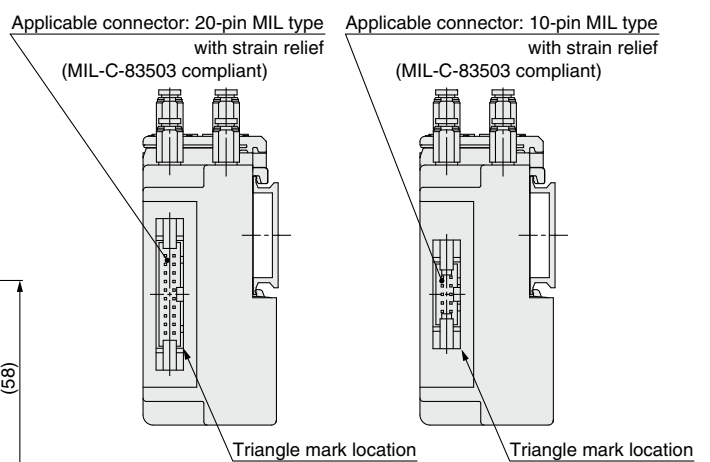 Applicable connector: 20-pin MIL type
with strain relief
(MIL-C-83503 compliant)
Applicable connector: 10-pin MIL type
with strain relief
(MIL-C-83503 compliant)
(58)
Triangle mark location
Triangle mark location